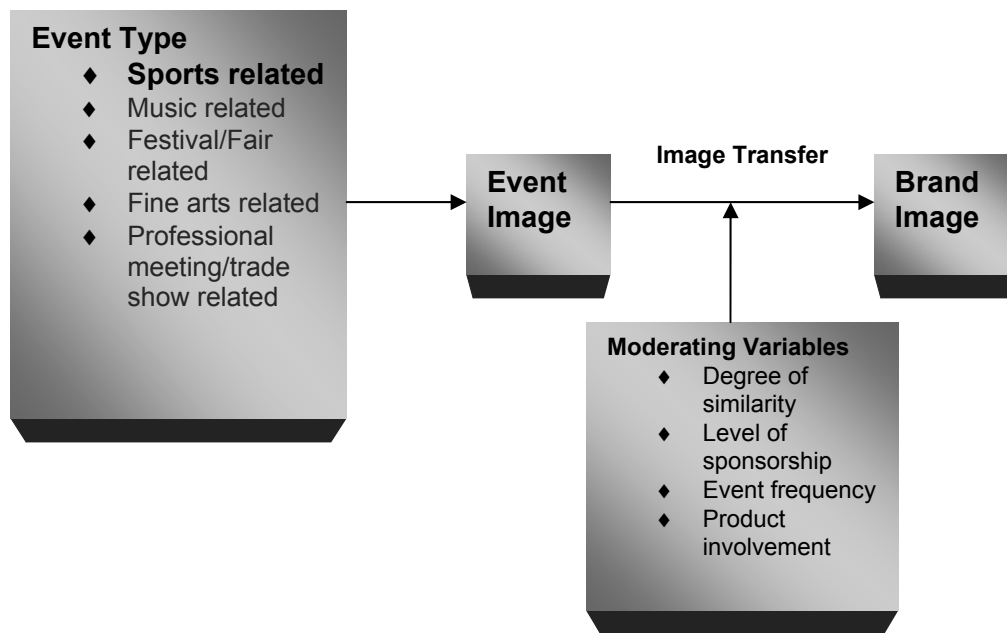 Event Type
♦ Sports related
♦ Music related
♦ Festival/Fair
related
♦ Fine arts related
♦ Professional
meeting/trade
show related
Event
Image
Image Transfer
Brand
Image
Moderating Variables
♦ Degree of
similarity
♦ Level of
sponsorship
♦ Event frequency
♦ Product
involvement